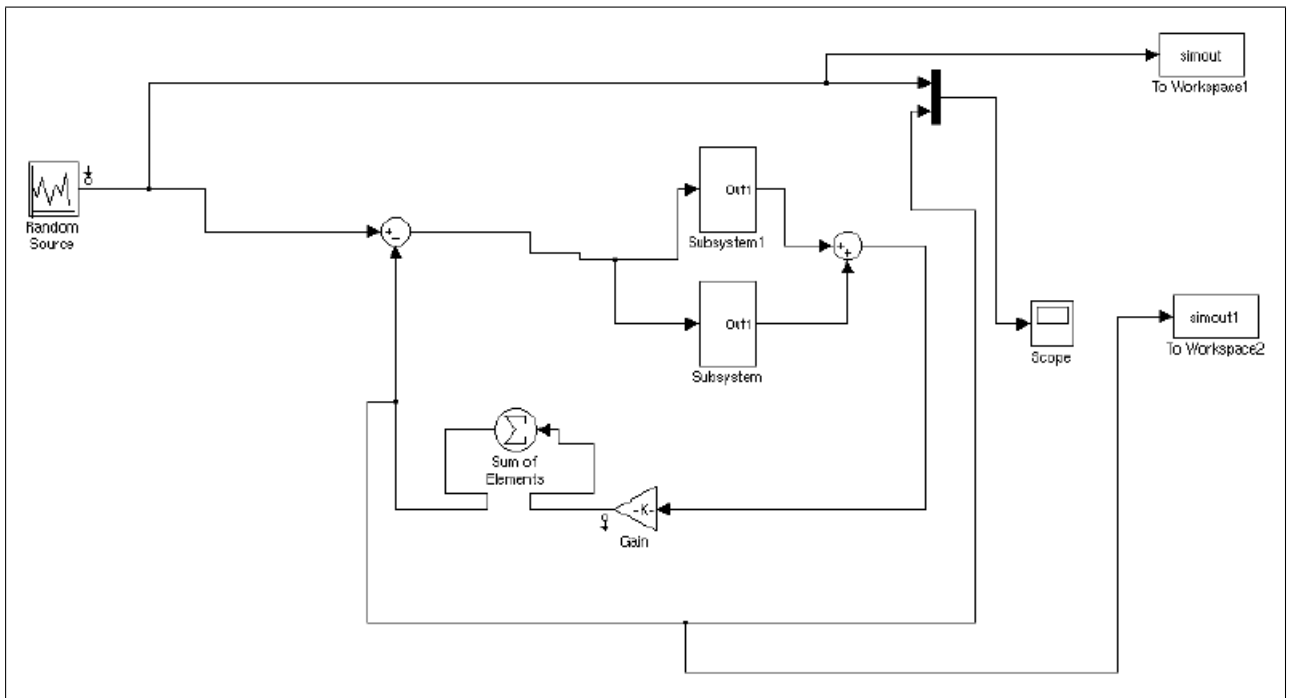 simout
To Workspace1
Random
Source
+
−
Out1
Subsystem1
+
+
Out1
Subsystem
simout1
To Workspace2
Scope
Sum of
Elements
-K-
Gain